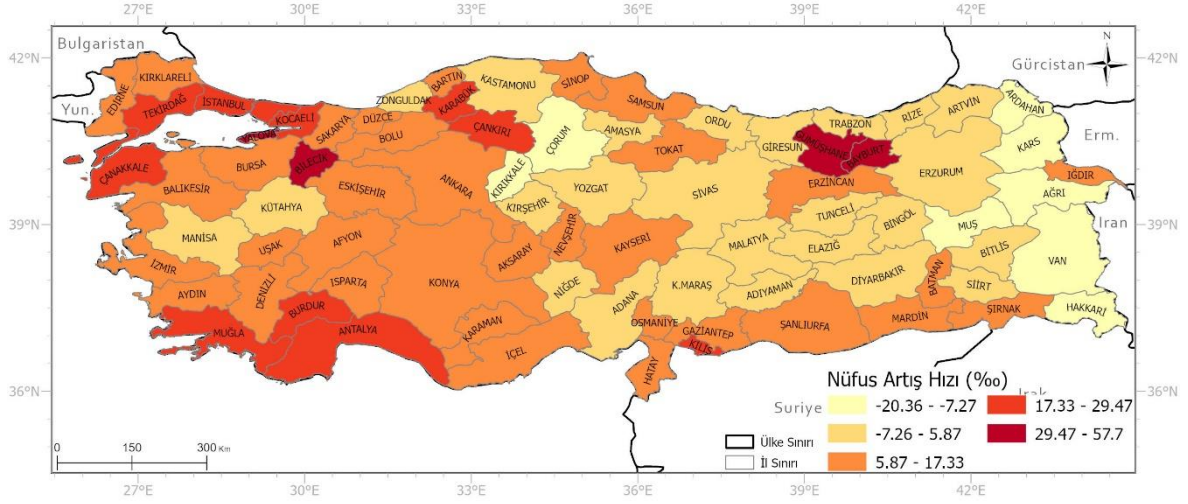 27°E 30°E 33°E 36°E 39°E 42°E
42°N 42°N
39°N 39°N
36°N 36°N
Bulgaristan
Yun.
Gürcistan
Erm.
Iran
Irak
Suriye
N
KIRKLARELİ
EDİRNE
TEKİRDAĞ
İSTANBUL
KOCAELİ
YALOVA
SAKARYA
DÜZCE
BOLU
ZONGULDAK
BARTIN
KARABÜK
KASTAMONU
SİNOP
ÇANKIRI
ÇORUM
SAMSUN
AMASYA
TOKAT
ORDU
GİRESUN
TRABZON
GÜMÜŞHANE
BAYBURT
RİZE
ARTVİN
ARDAHAN
KARS
IĞDIR
AĞRI
ERZURUM
ERZİNCAN
ÇANAKKALE
BALIKESİR
BURSA
BİLECİK
ESKİŞEHİR
KÜTAHYA
ANKARA
KIRIKKALE
KIRŞEHİR
YOZGAT
SİVAS
TUNCELİ
BİNGÖL
MUŞ
BİTLİS
VAN
HAKKARİ
MANİSA
UŞAK
AFYON
İZMİR
AYDIN
DENİZLİ
ISPARTA
BURDUR
MUĞLA
ANTALYA
KONYA
AKSARAY
NEVŞEHİR
KAYSERİ
NİĞDE
KARAMAN
İÇEL
ADANA
OSMANİYE
HATAY
K.MARAŞ
GAZİANTEP
KİLİS
MALATYA
ELAZIĞ
ADIYAMAN
DİYARBAKIR
ŞANLIURFA
MARDİN
BATMAN
SİİRT
ŞIRNAK
Nüfus Artış Hızı (‰)
-20.36 - -7.27
-7.26 - 5.87
5.87 - 17.33
17.33 - 29.47
29.47 - 57.7
Ülke Sınırı
İl Sınırı
0 150 300 Km
27°E 30°E 33°E 36°E 39°E 42°E